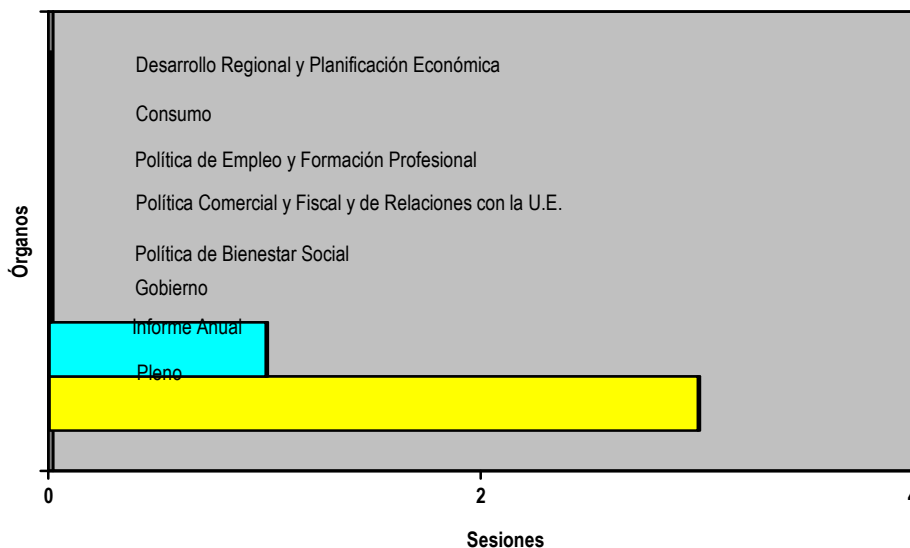 Desarrollo Regional y Planificación Económica
Consumo
Política de Empleo y Formación Profesional
Política Comercial y Fiscal y de Relaciones con la U.E.
Política de Bienestar Social
Gobierno
Informe Anual
Pleno
Órganos
0 2 4
Sesiones